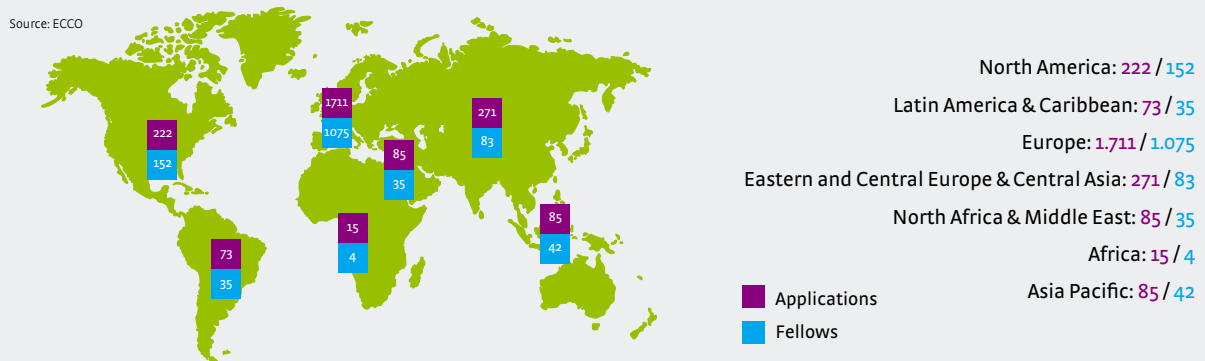 Source: ECCO
222
152
73
35
1711
1075
85
35
15
4
271
83
85
42
North America: 222 / 152
Latin America & Caribbean: 73 / 35
Europe: 1.711 / 1.075
Eastern and Central Europe & Central Asia: 271 / 83
North Africa & Middle East: 85 / 35
Africa: 15 / 4
Asia Pacific: 85 / 42
Applications
Fellows